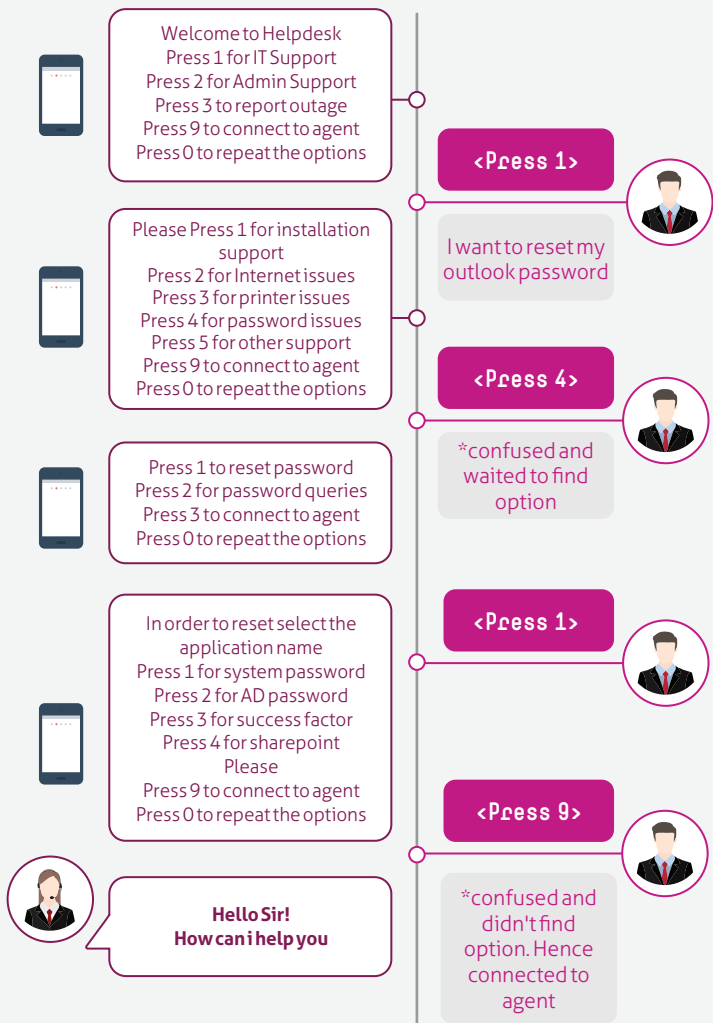 Welcome to Helpdesk
Press 1 for IT Support
Press 2 for Admin Support
Press 3 to report outage
Press 9 to connect to agent
Press 0 to repeat the options
<Press 1>
I want to reset my
outlook password
Please Press 1 for installation
support
Press 2 for Internet issues
Press 3 for printer issues
Press 4 for password issues
Press 5 for other support
Press 9 to connect to agent
Press 0 to repeat the options
<Press 4>
*confused and
waited to find
option
Press 1 to reset password
Press 2 for password queries
Press 3 to connect to agent
Press 0 to repeat the options
<Press 1>
In order to reset select the
application name
Press 1 for system password
Press 2 for AD password
Press 3 for success factor
Press 4 for sharepoint
Please
Press 9 to connect to agent
Press 0 to repeat the options
<Press 9>
*confused and
didn't find
option. Hence
connected to
agent
Hello Sir!
How can i help you